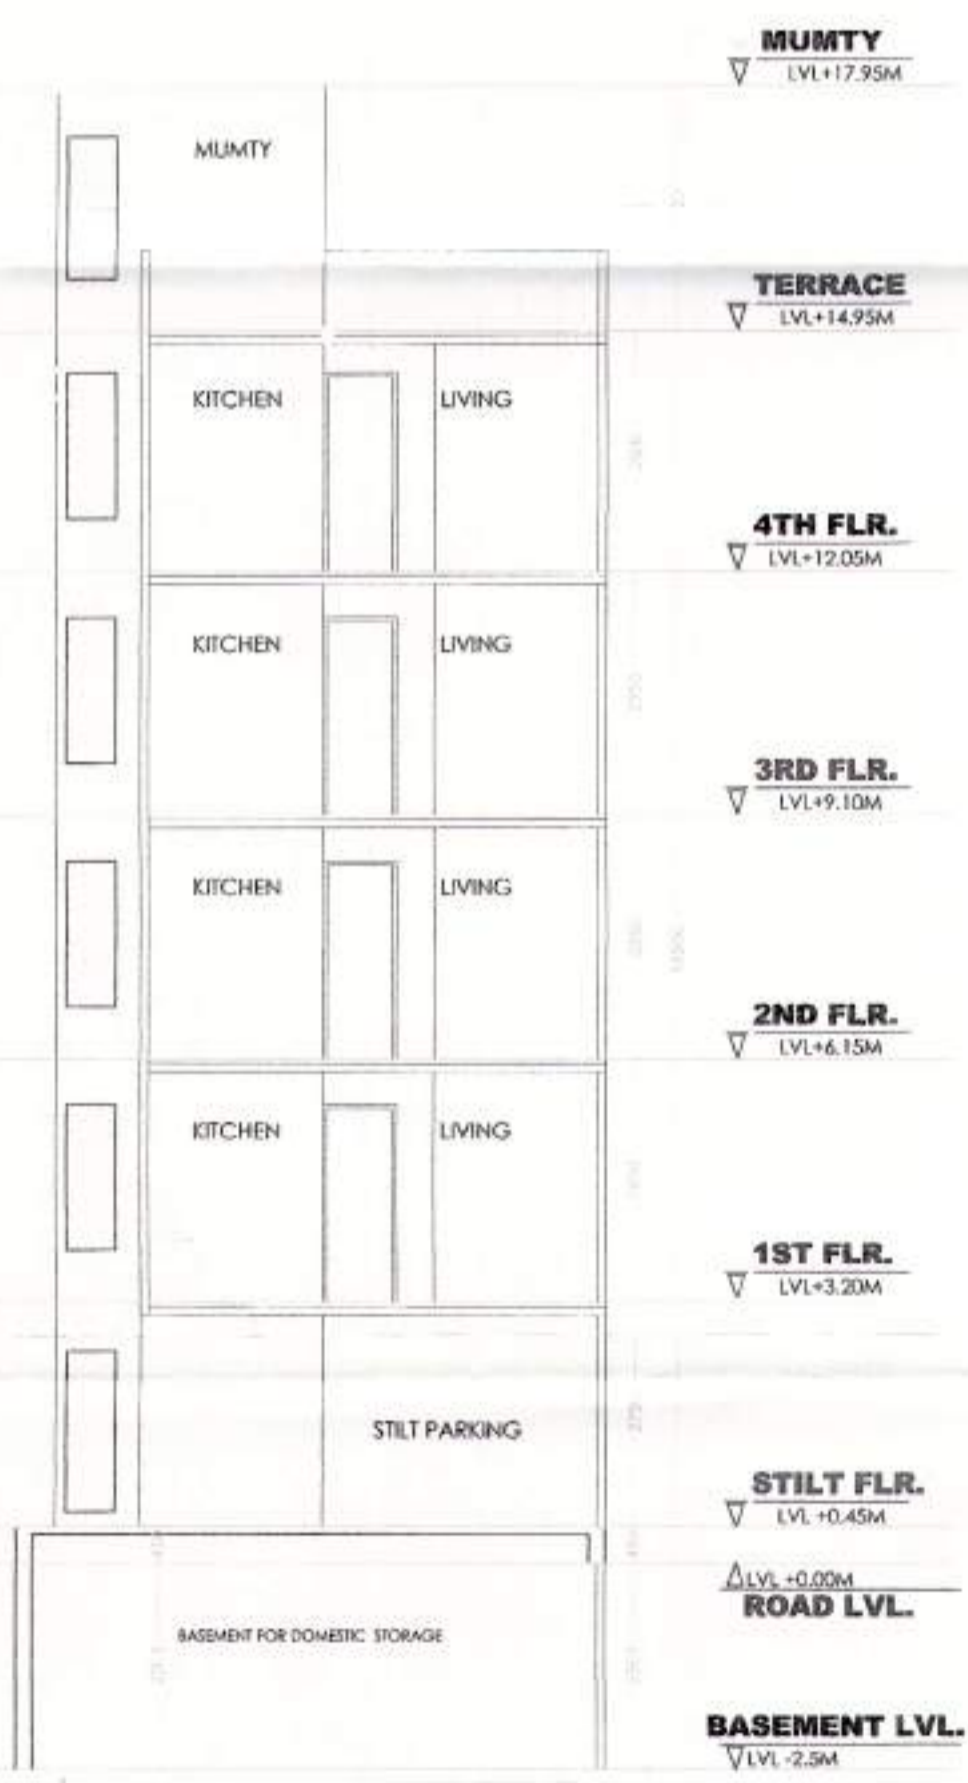 MUMTY
LVL+17.95M
MUMTY
TERRACE
LVL+14.95M
KITCHEN LIVING
4TH FLR.
LVL+12.05M
KITCHEN LIVING
2950
3RD FLR.
LVL+9.10M
KITCHEN LIVING
2ND FLR.
LVL+6.15M
KITCHEN LIVING
1ST FLR.
LVL+3.20M
STILT PARKING
STILT FLR.
LVL +0.45M
LVL +0.00M
ROAD LVL.
BASEMENT FOR DOMESTIC STORAGE
BASEMENT LVL.
LVL -2.5M